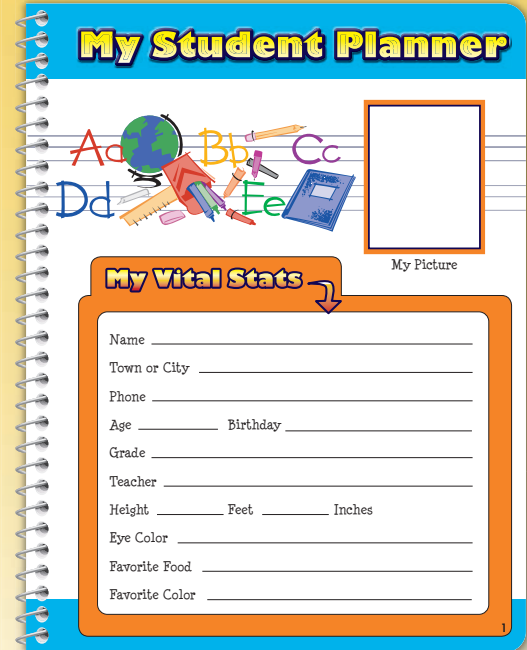 My Student Planner
Aa Bb Cc
Dd Ee
My Picture
My Vital Stats
Name
Town or City
Phone
Age Birthday
Grade
Teacher
Height Feet Inches
Eye Color
Favorite Food
Favorite Color
1